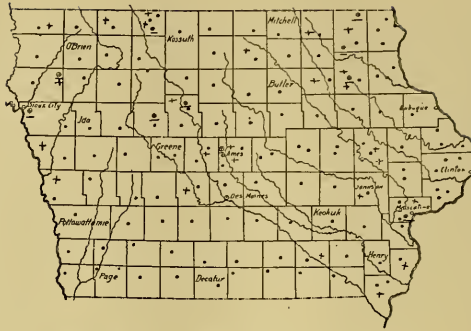 Mitchell
O'Brien
Kossuth
Butler
Sioux City
Dubuque
Ida
Greene
Ames
Clinton
Johnson
Des Moines
Muscatine
Pottawattamie
Keokuk
Henry
Page
Decatur